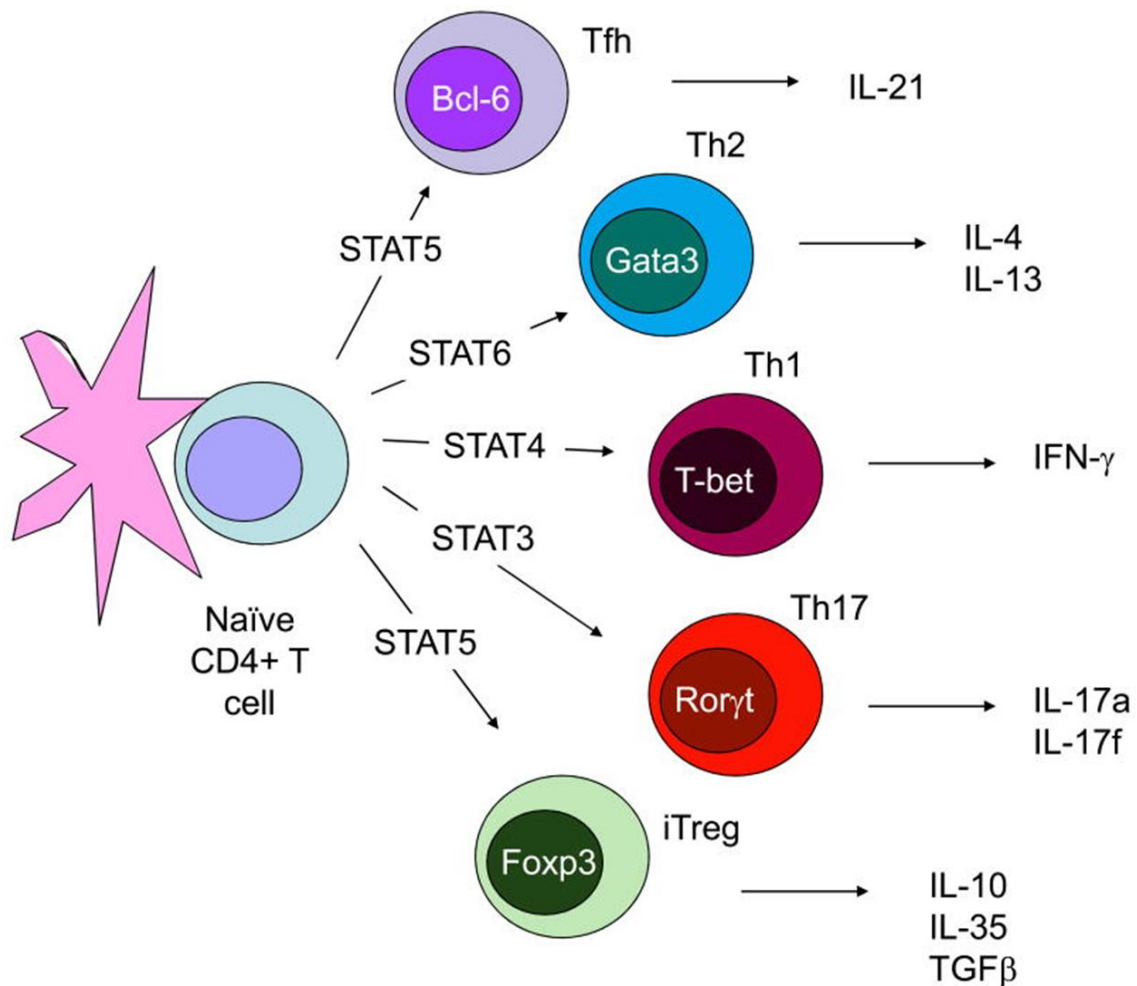 Tfh
Bcl-6
IL-21
Th2
STAT5
Gata3
IL-4
IL-13
STAT6
Th1
STAT4
T-bet
IFN-γ
STAT3
Th17
Naïve
CD4+ T
cell
STAT5
Rorγt
IL-17a
IL-17f
iTreg
Foxp3
IL-10
IL-35
TGFβ